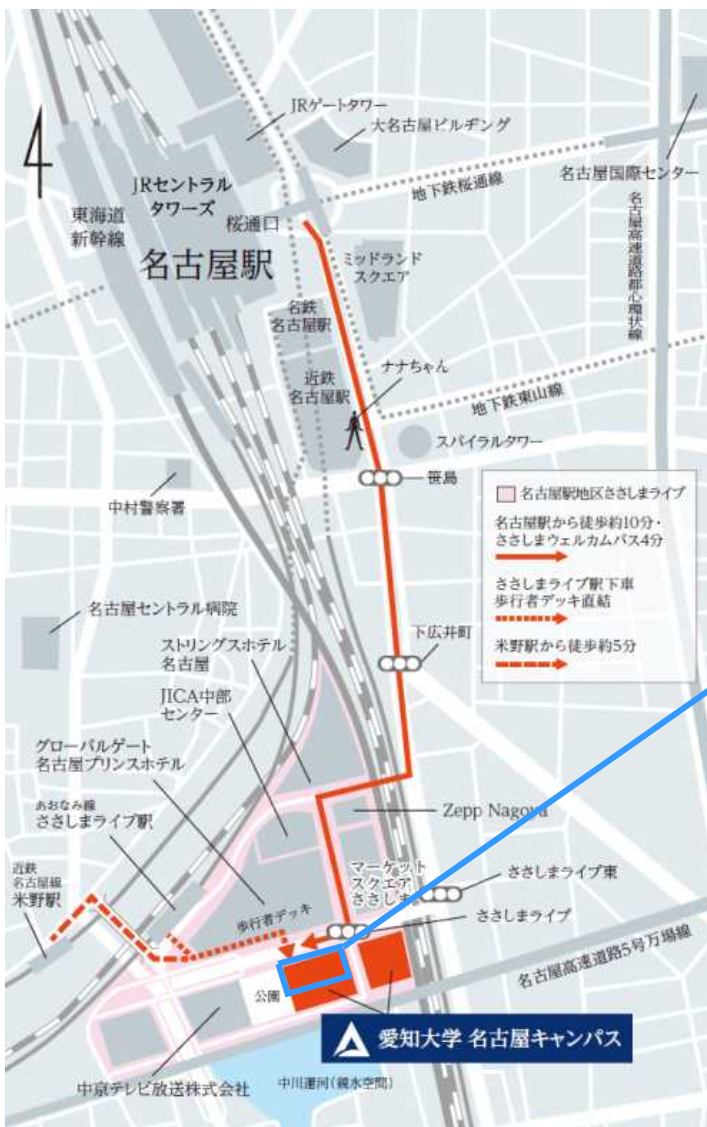 JRゲートタワー
大名古屋ビルヂング
名古屋国際センター
JRセントラル
タワーズ
地下鉄桜通線
東海道
新幹線
桜通口
名古屋高速道路都心環状線
名古屋駅
ミッドランド
スクエア
名鉄
名古屋駅
近鉄
名古屋駅
ナナちゃん
地下鉄東山線
スパイラルタワー
笹島
中村警察署
名古屋駅地区ささしまライブ
名古屋駅から徒歩約10分・
ささしまウェルカムバス4分
ささしまライブ駅下車
歩行者デッキ直結
米野駅から徒歩約5分
名古屋セントラル病院
ストリングスホテル
名古屋
下広井町
JICA中部
センター
グローバルゲート
名古屋プリンスホテル
あおなみ線
ささしまライブ駅
Zepp Nagoya
近鉄
名古屋線
米野駅
マーケット
スクエア
ささしま
ささしまライブ東
歩行者デッキ
ささしまライブ
名古屋高速道路5号万場線
公園
愛知大学 名古屋キャンパス
中京テレビ放送株式会社
中川運河(親水空間)